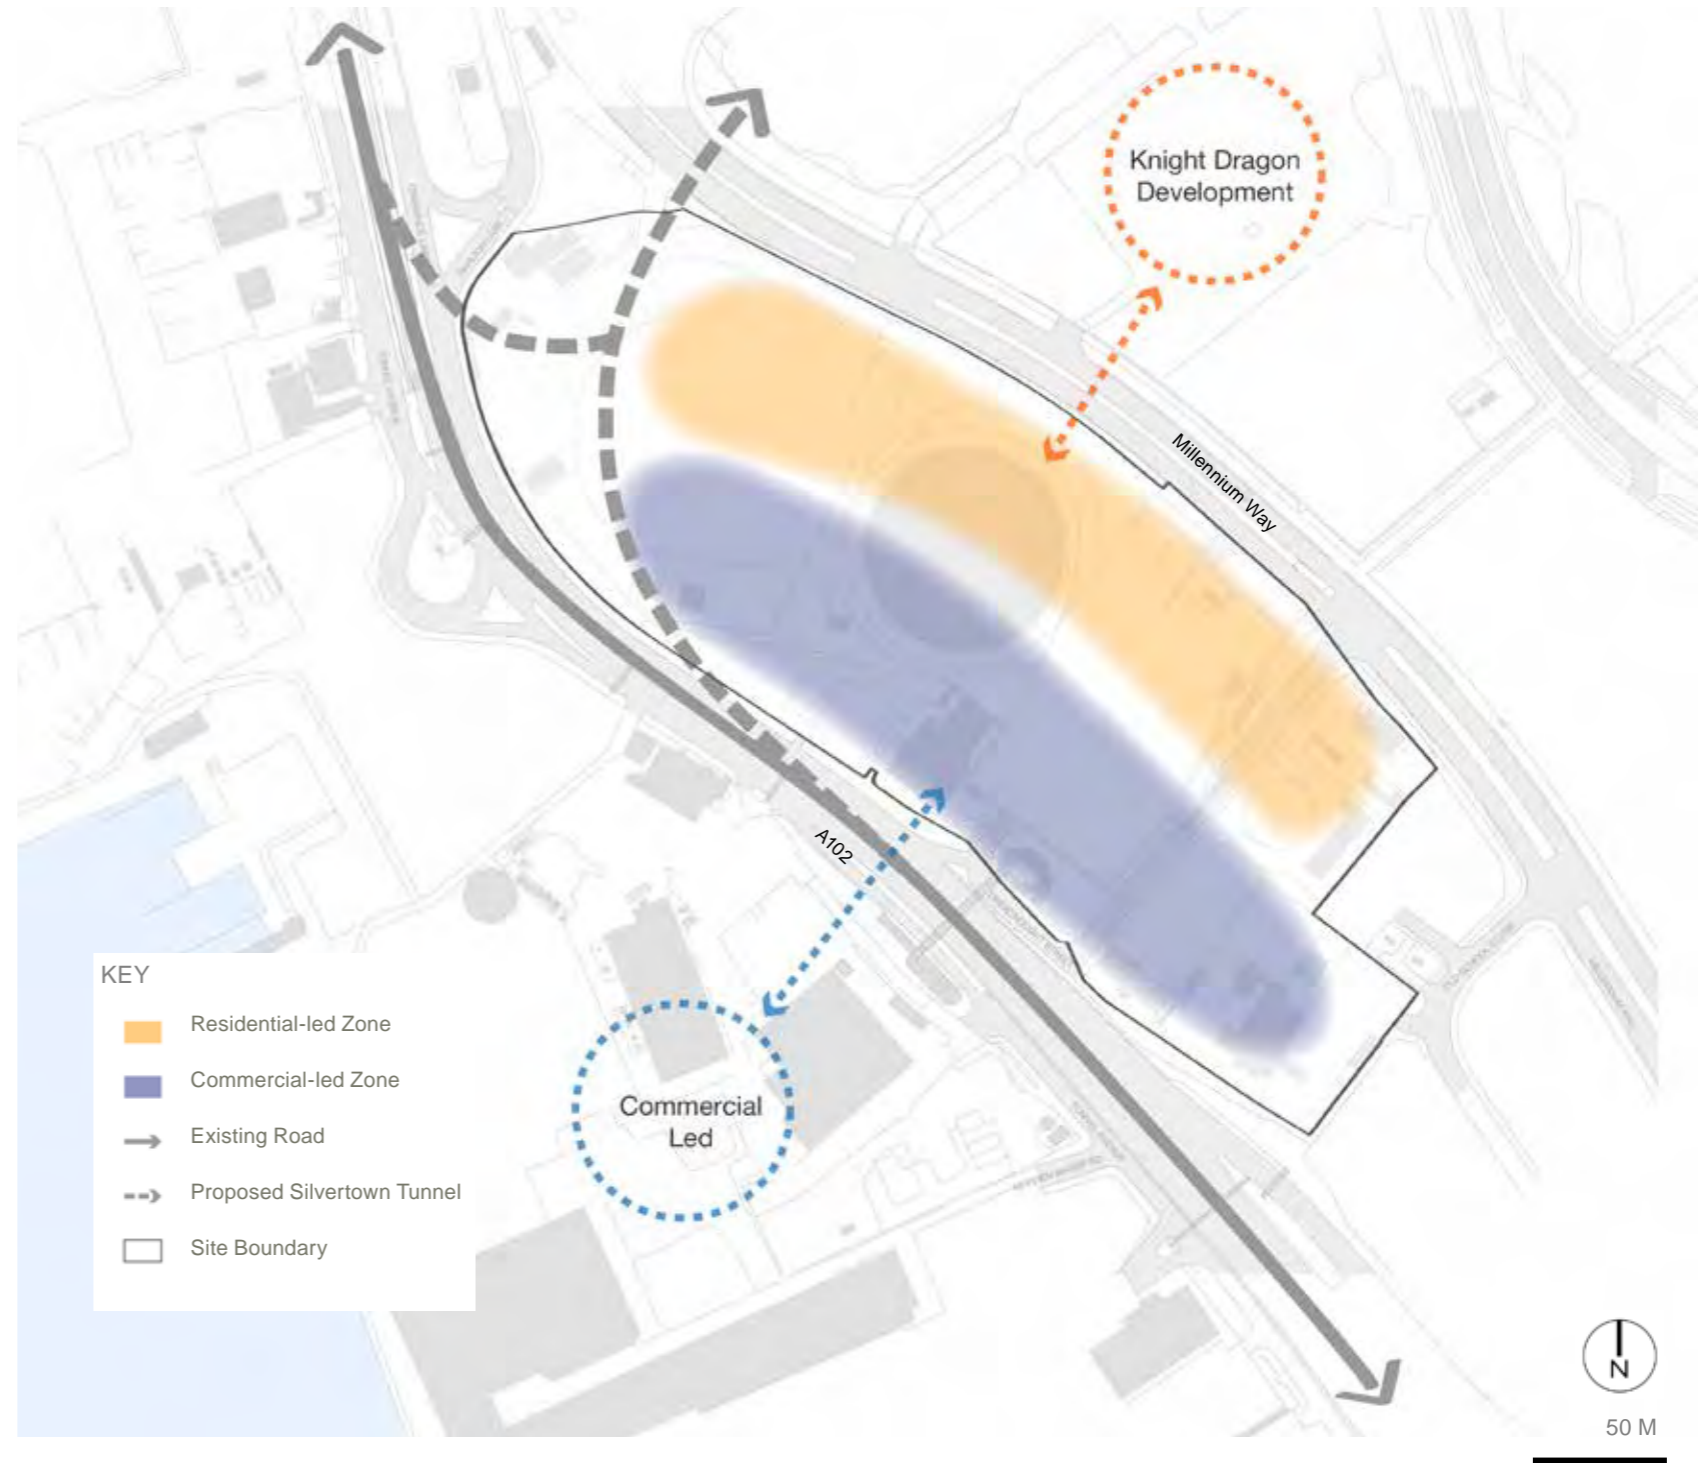 Knight Dragon
Development
Millennium Way
A102
Commercial
Led
KEY
Residential-led Zone
Commercial-led Zone
Existing Road
Proposed Silvertown Tunnel
Site Boundary
N
50 M